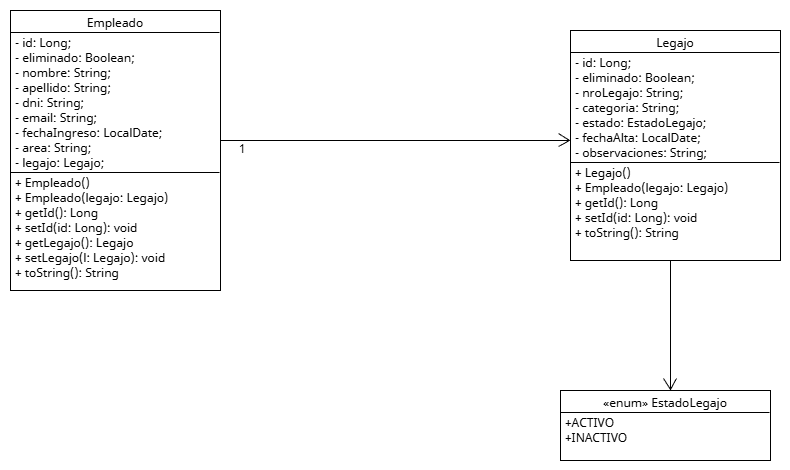 Empleado
- id: Long;
- eliminado: Boolean;
- nombre: String;
- apellido: String;
- dni: String;
- email: String;
- fechaIngreso: LocalDate;
- area: String;
- legajo: Legajo;
+ Empleado()
+ Empleado(legajo: Legajo)
+ getId(): Long
+ setId(id: Long): void
+ getLegajo(): Legajo
+ setLegajo(l: Legajo): void
+ toString(): String
1
Legajo
- id: Long;
- eliminado: Boolean;
- nroLegajo: String;
- categoria: String;
- estado: EstadoLegajo;
- fechaAlta: LocalDate;
- observaciones: String;
+ Legajo()
+ Empleado(legajo: Legajo)
+ getId(): Long
+ setId(id: Long): void
+ toString(): String
«enum» EstadoLegajo
+ACTIVO
+INACTIVO